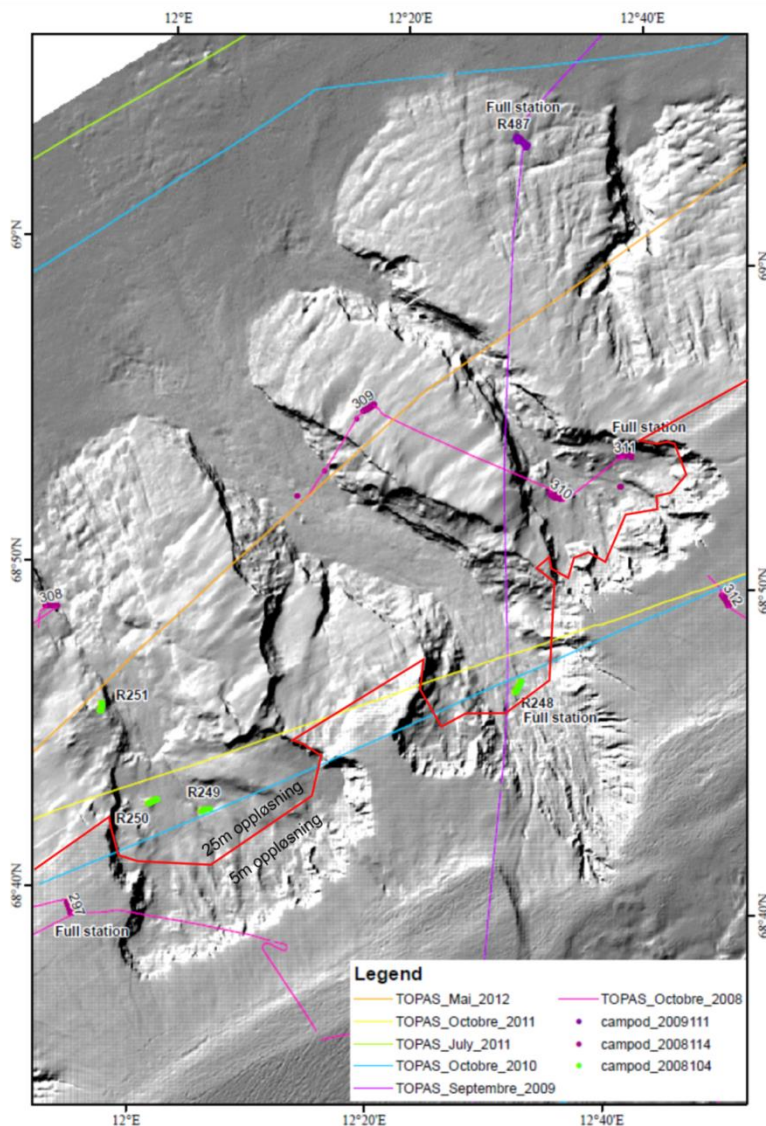 12°E 12°20'E 12°40'E
Full station
R487
69°N
69°N
309
Full station
311
310
68°50'N
68°50'N
308
312
R251
R248
Full station
R249
R250
25m oppløsning
5m oppløsning
68°40'N
68°40'N
297
Full station
Legend
TOPAS_Mai_2012
TOPAS_Octobre_2011
TOPAS_July_2011
TOPAS_Octobre_2010
TOPAS_Septembre_2009
TOPAS_Octobre_2008
campod_2009111
campod_2008114
campod_2008104
12°E 12°20'E 12°40'E